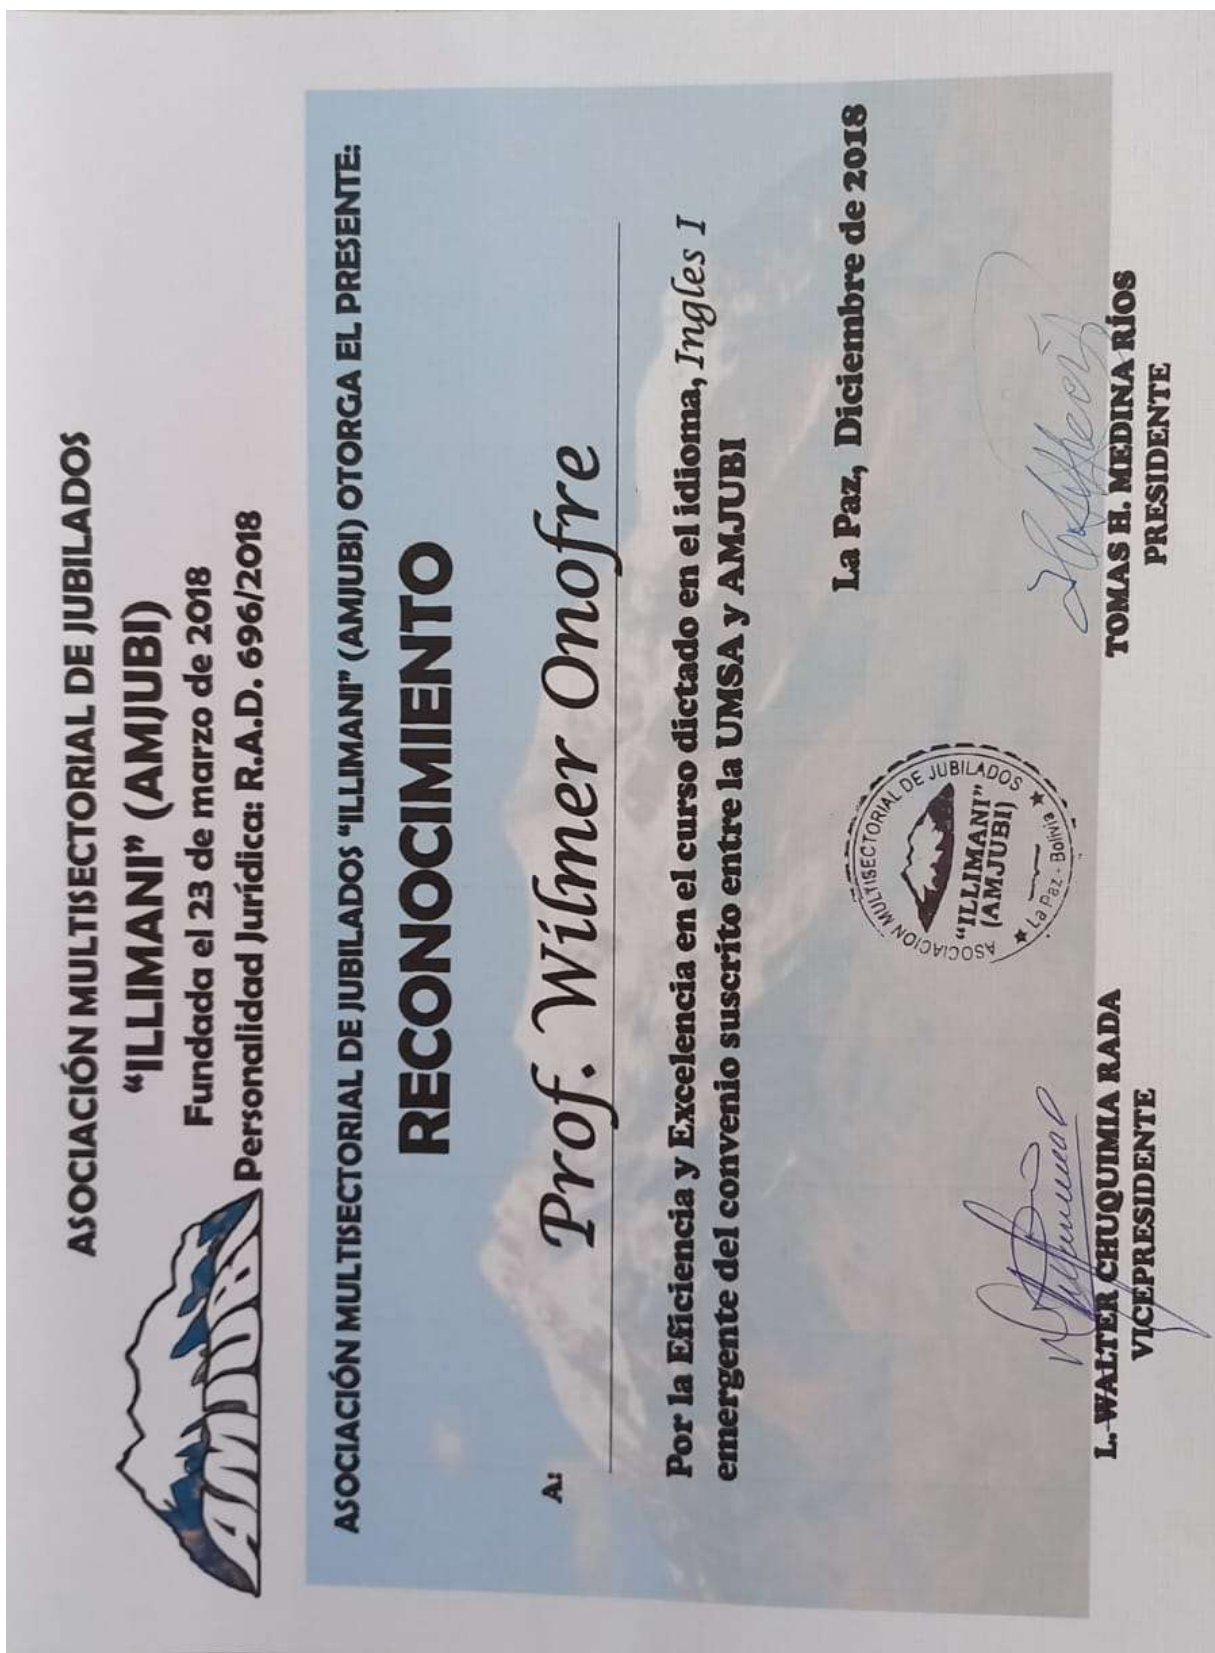 ASOCIACIÓN MULTISECTORIAL DE JUBILADOS
"ILLIMANI" (AMJUBI)
Fundada el 23 de marzo de 2018
Personalidad Jurídica: R.A.D. 696/2018
AMJUBI
ASOCIACIÓN MULTISECTORIAL DE JUBILADOS "ILLIMANI" (AMJUBI) OTORGA EL PRESENTE:
RECONOCIMIENTO
A: Prof. Wilmer Onofre
Por la Eficiencia y Excelencia en el curso dictado en el idioma, Ingles I
emergente del convenio suscrito entre la UMSA y AMJUBI
La Paz, Diciembre de 2018
ASOCIACION MULTISECTORIAL DE JUBILADOS
"ILLIMANI"
(AMJUBI)
La Paz - Bolivia
L. WALTER CHUQUIMIA RADA
VICEPRESIDENTE
TOMAS H. MEDINA RÍOS
PRESIDENTE